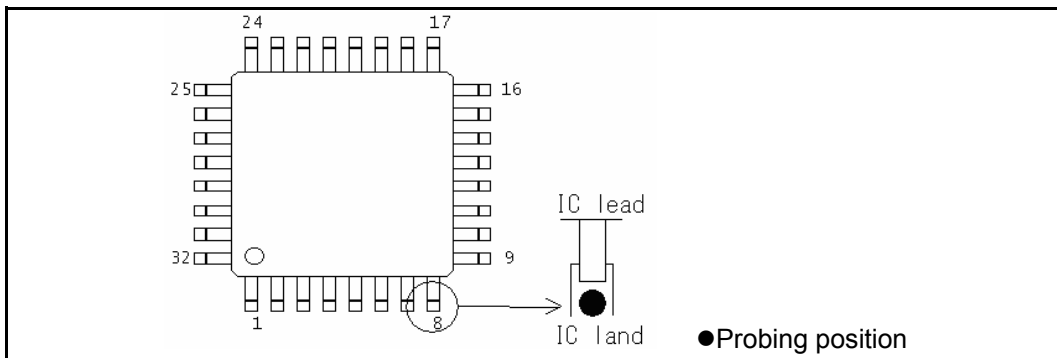 24 17
25 16
IC lead
32 9
1 8
IC land
●Probing position